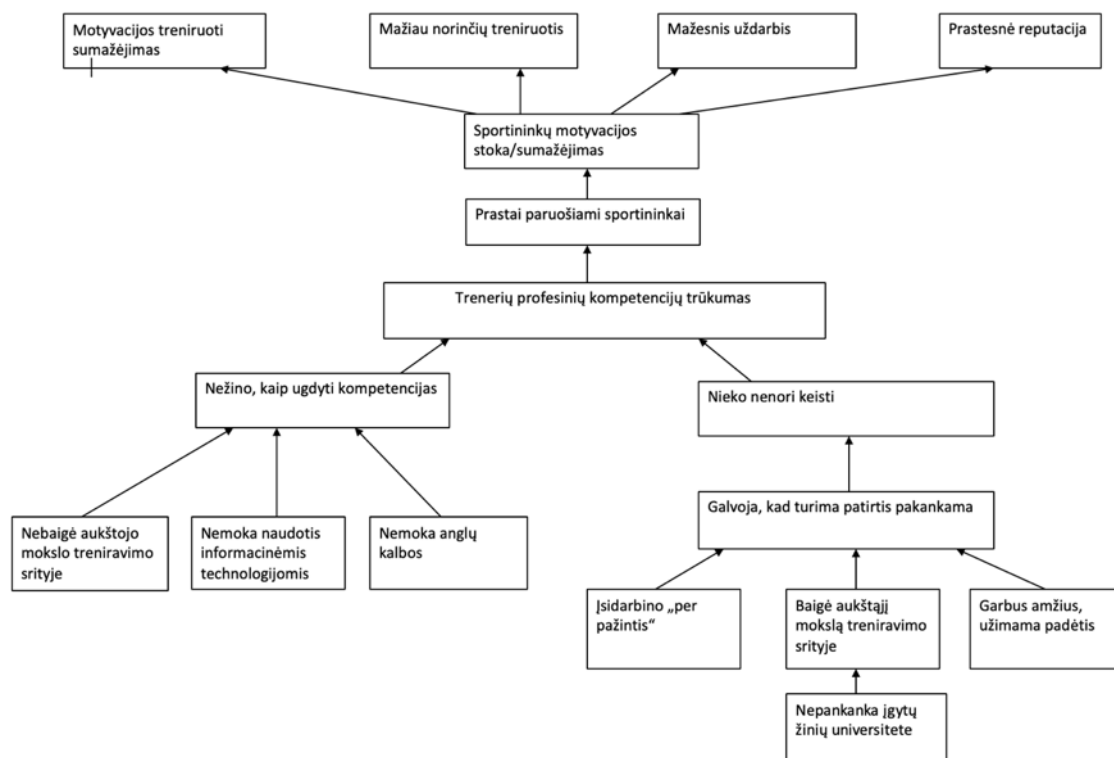 Motyvacijos treniruoti
sumažėjimas
Mažiau norinčių treniruotis
Mažesnis uždarbis
Prastesnė reputacija
Sportininkų motyvacijos
stoka/sumažėjimas
Prastai paruošiami sportininkai
Trenerių profesinių kompetencijų trūkumas
Nežino, kaip ugdyti kompetencijas
Nieko nenori keisti
Galvoja, kad turima patirtis pakankama
Nebaigė aukštojo
mokslo treniravimo
srityje
Nemoka naudotis
informacinėmis
technologijomis
Nemoka anglų
kalbos
Įsidarbino „per
pažintis“
Baigė aukštąjį
mokslą treniravimo
srityje
Garbus amžius,
užimama padėtis
Nepankanka įgytų
žinių universitete